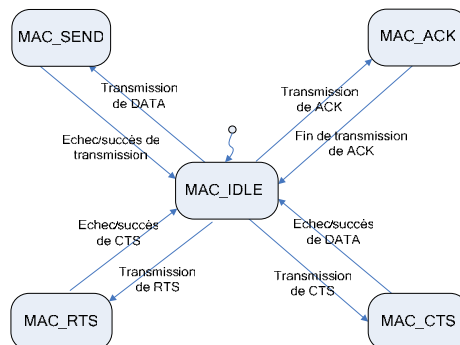 MAC_SEND
MAC_ACK
Transmission
de DATA
Transmission
de ACK
Echec/succès de
transmission
Fin de transmission
de ACK
MAC_IDLE
Echec/succès
de CTS
Echec/succès
de DATA
Transmission
de RTS
Transmission
de CTS
MAC_RTS
MAC_CTS